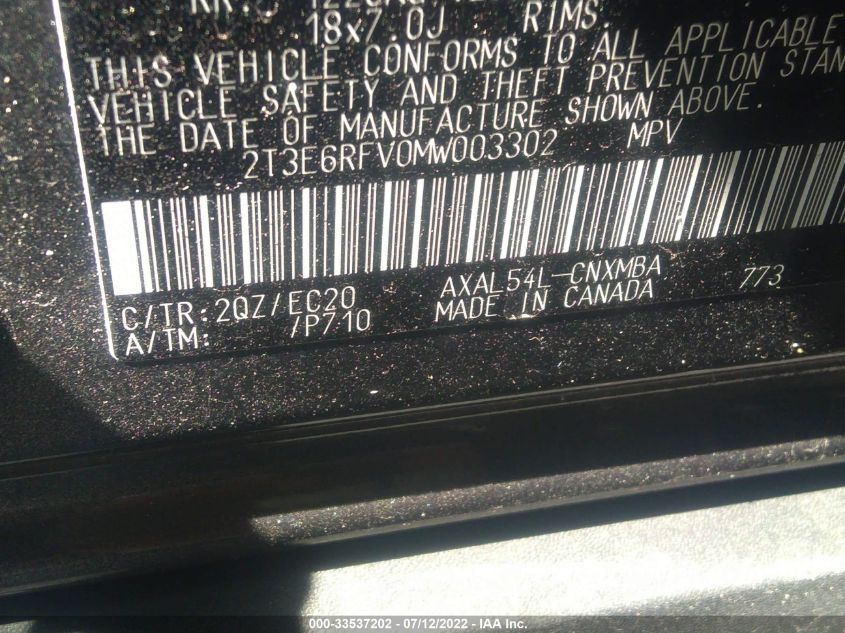 18x7.0J RIMS.
THIS VEHICLE CONFORMS TO ALL APPLICABLE
VEHICLE SAFETY AND THEFT PREVENTION STAN
THE DATE OF MANUFACTURE SHOWN ABOVE.
2T3E6RFV0MW003302 MPV
C/TR:2QZ/EC20 AXAL54L-CNXMBA 773
A/TM: /P710 MADE IN CANADA
000-33537202 - 07/12/2022 - IAA Inc.